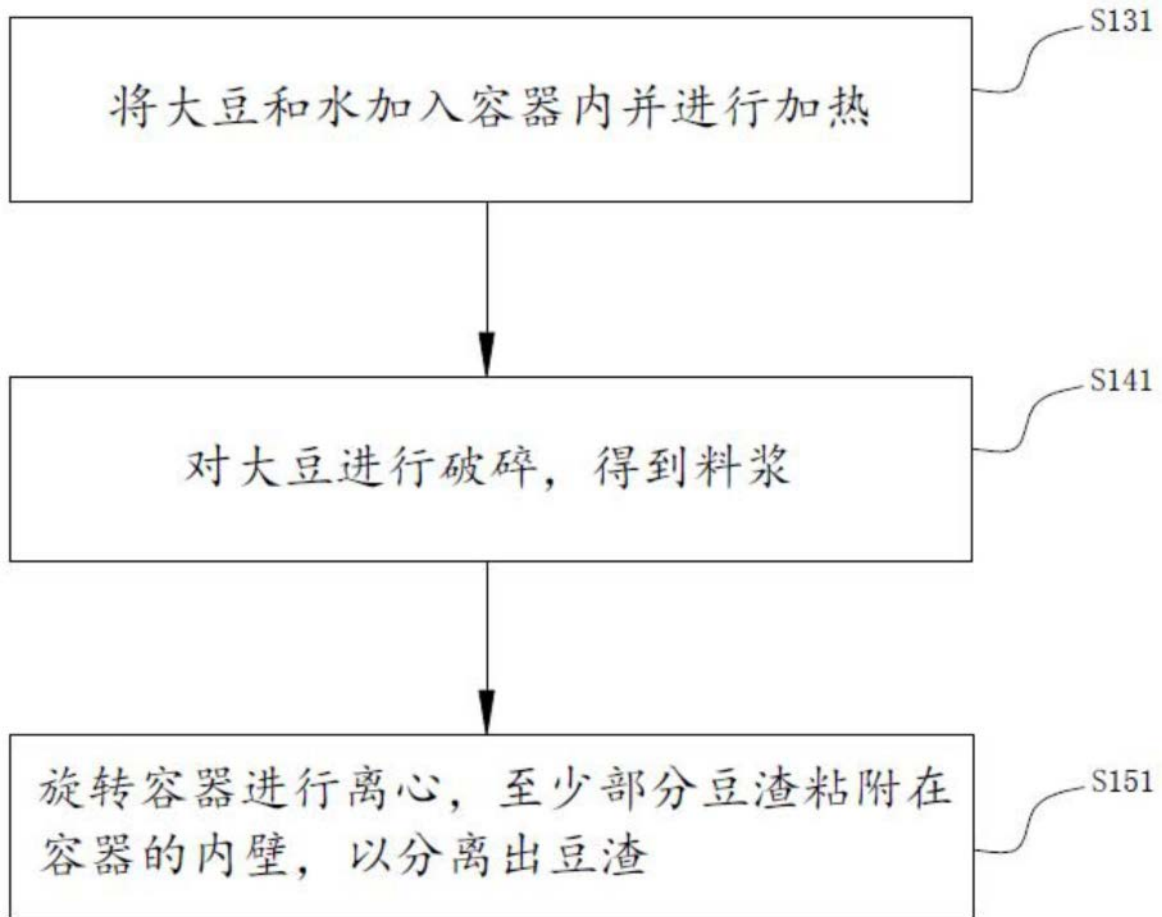 S131
将大豆和水加入容器内并进行加热
S141
对大豆进行破碎，得到料浆
S151
旋转容器进行离心，至少部分豆渣粘附在
容器的内壁，以分离出豆渣